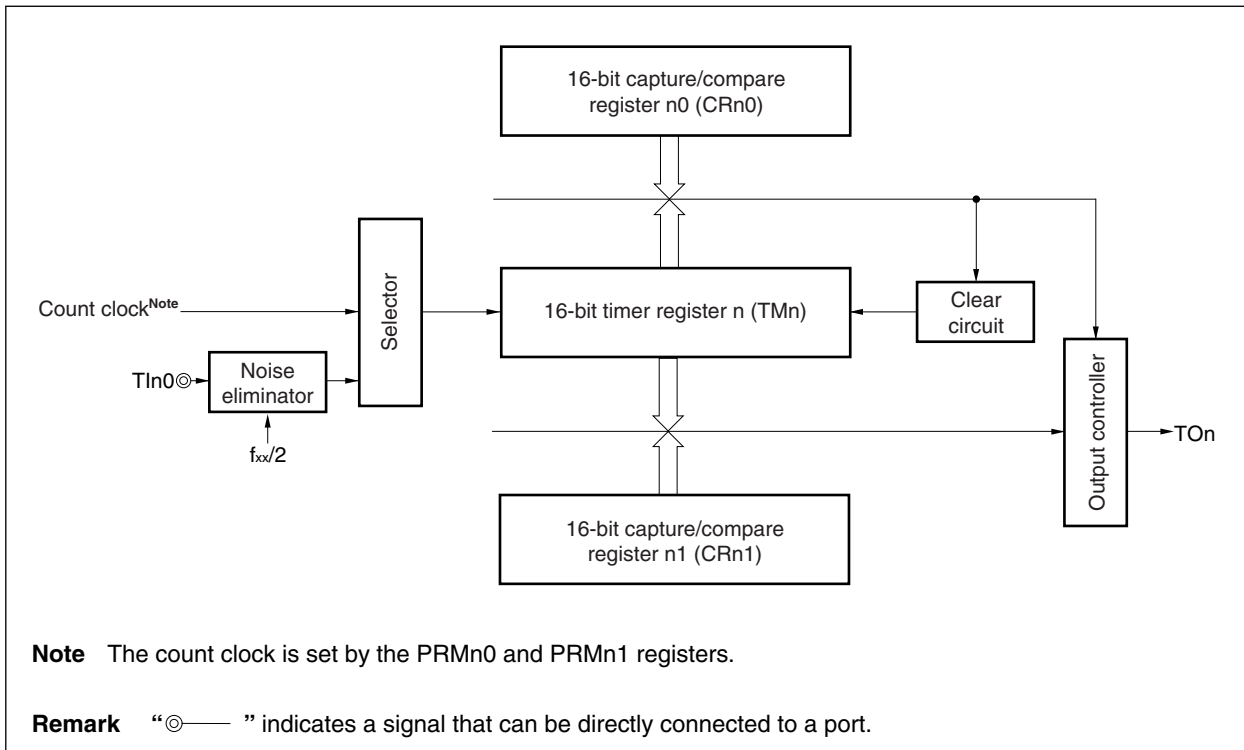 16-bit capture/compare
register n0 (CRn0)
Selector
Count clockNote
16-bit timer register n (TMn)
Clear
circuit
TIn0
Noise
eliminator
fxx/2
Output controller
TOn
16-bit capture/compare
register n1 (CRn1)
Note The count clock is set by the PRMn0 and PRMn1 registers.
Remark “◎—— ” indicates a signal that can be directly connected to a port.